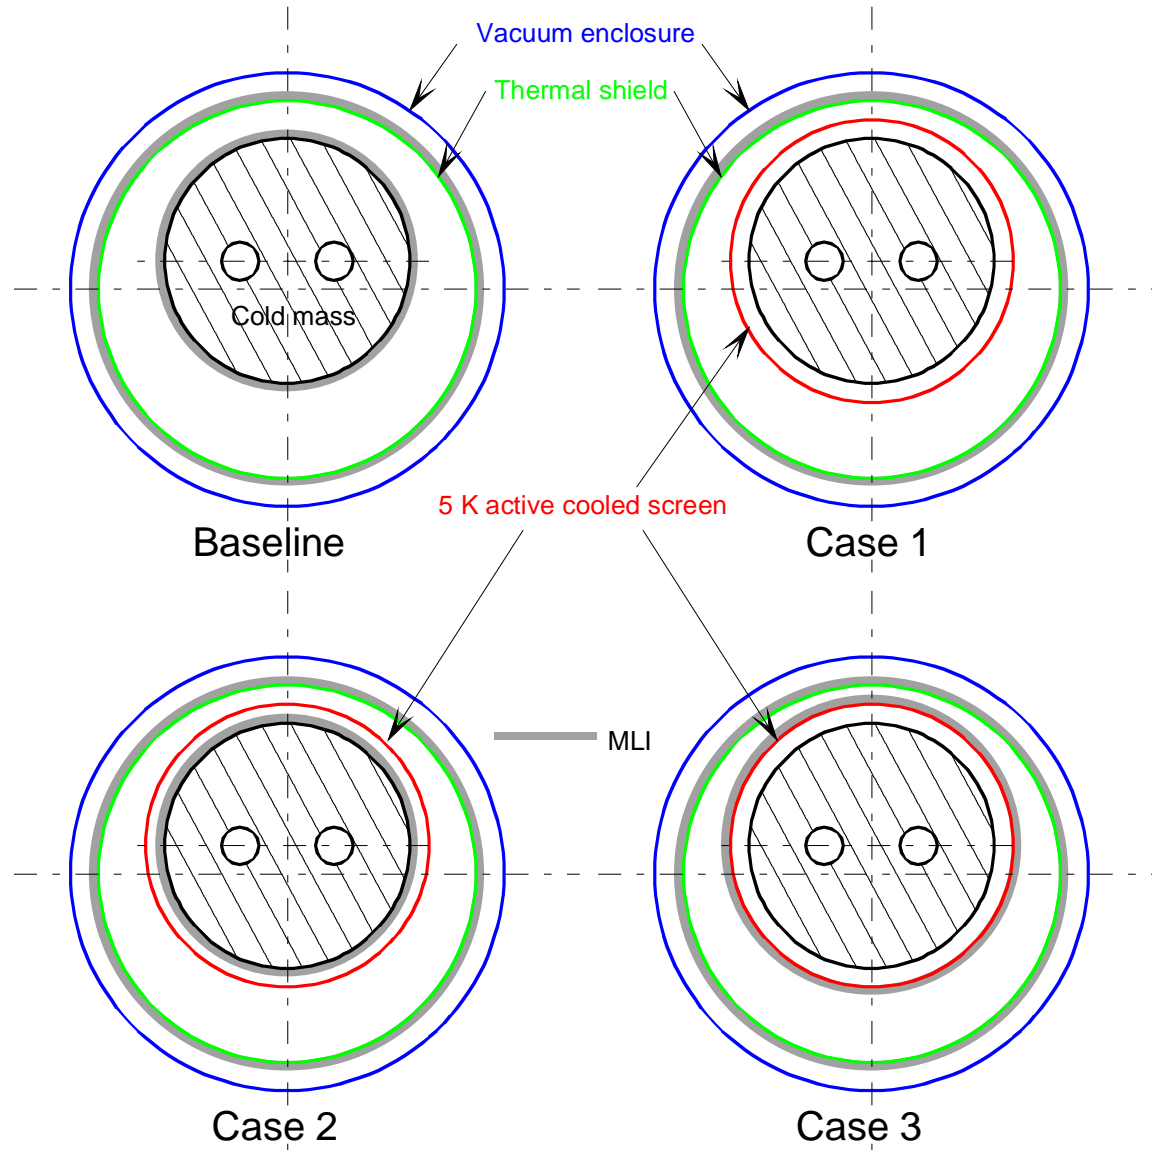 Vacuum enclosure
Thermal shield
Cold mass
5 K active cooled screen
Baseline
Case 1
MLI
Case 2
Case 3